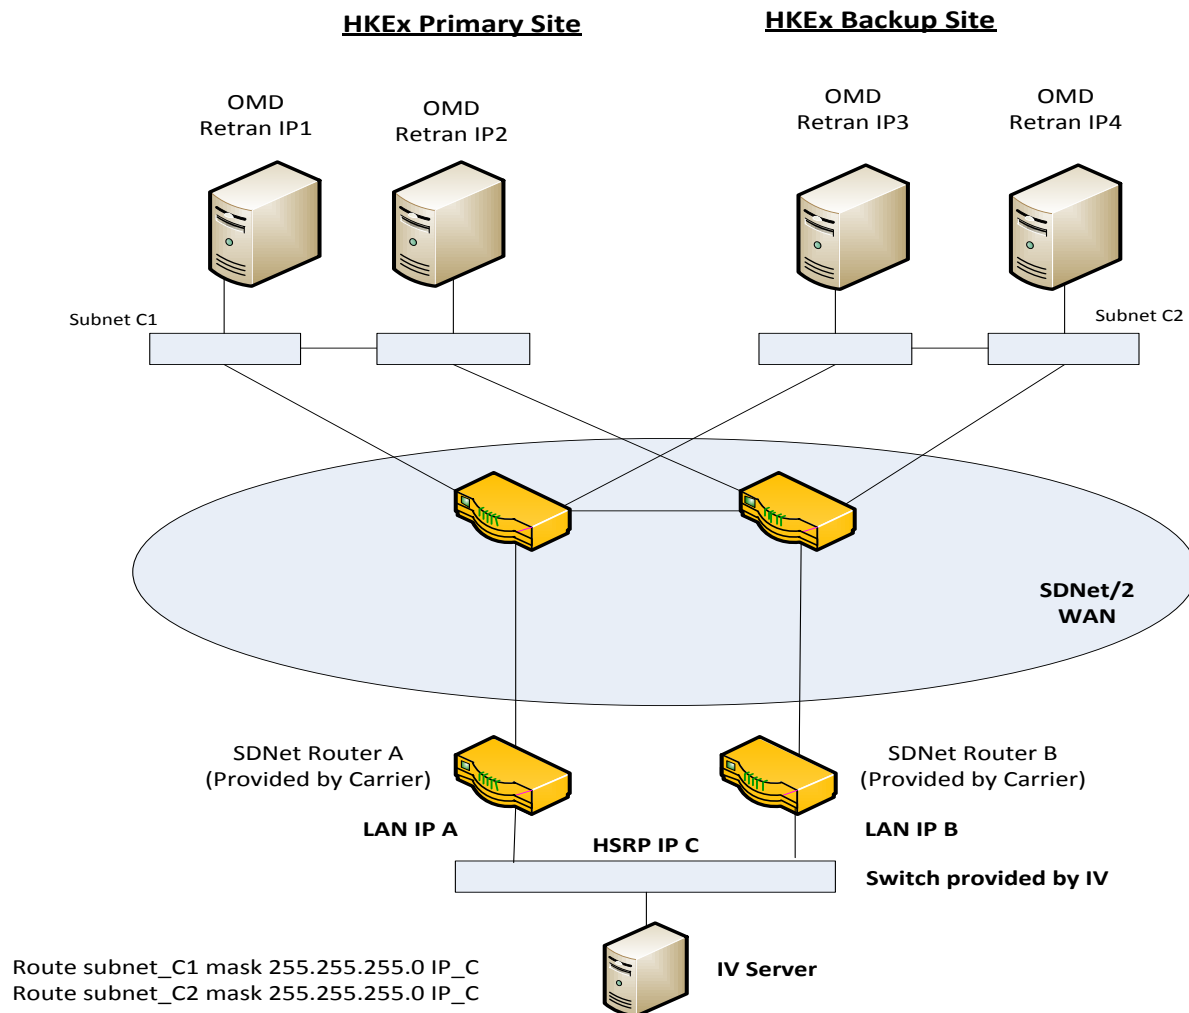 HKEx Primary Site
HKEx Backup Site
OMD
Retran IP1
OMD
Retran IP2
OMD
Retran IP3
OMD
Retran IP4
Subnet C1
Subnet C2
SDNet/2
WAN
SDNet Router A
(Provided by Carrier)
SDNet Router B
(Provided by Carrier)
LAN IP A
LAN IP B
HSRP IP C
Switch provided by IV
IV Server
Route subnet_C1 mask 255.255.255.0 IP_C
Route subnet_C2 mask 255.255.255.0 IP_C